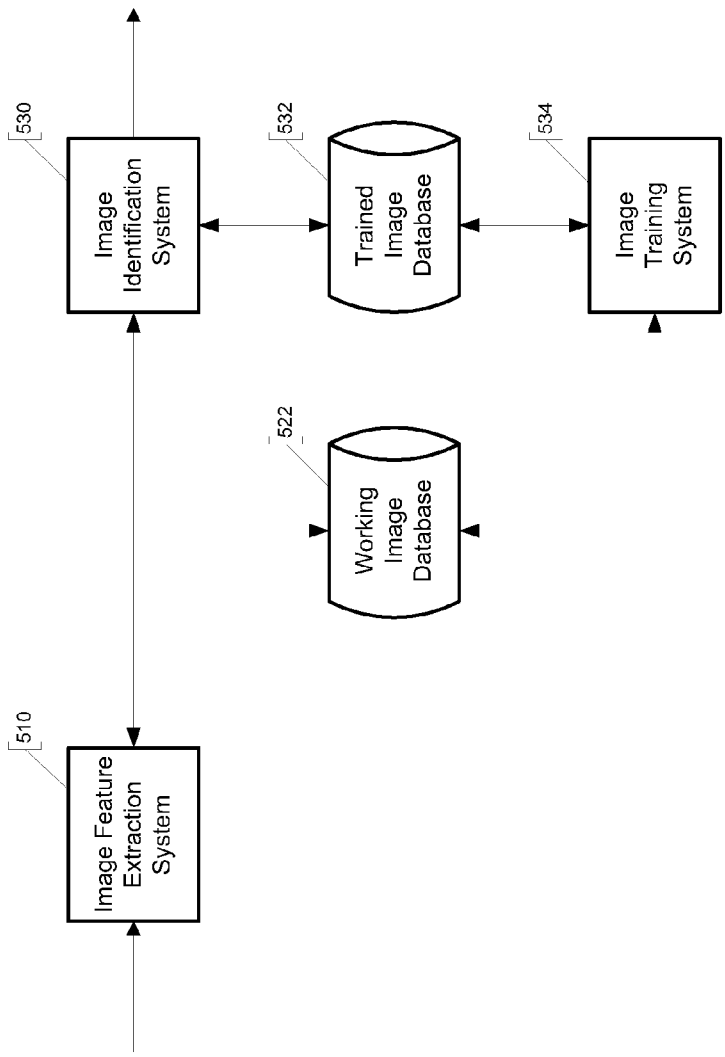 510
Image Feature
Extraction
System
530
Image
Identification
System
522
Working
Image
Database
532
Trained
Image
Database
534
Image
Training
System